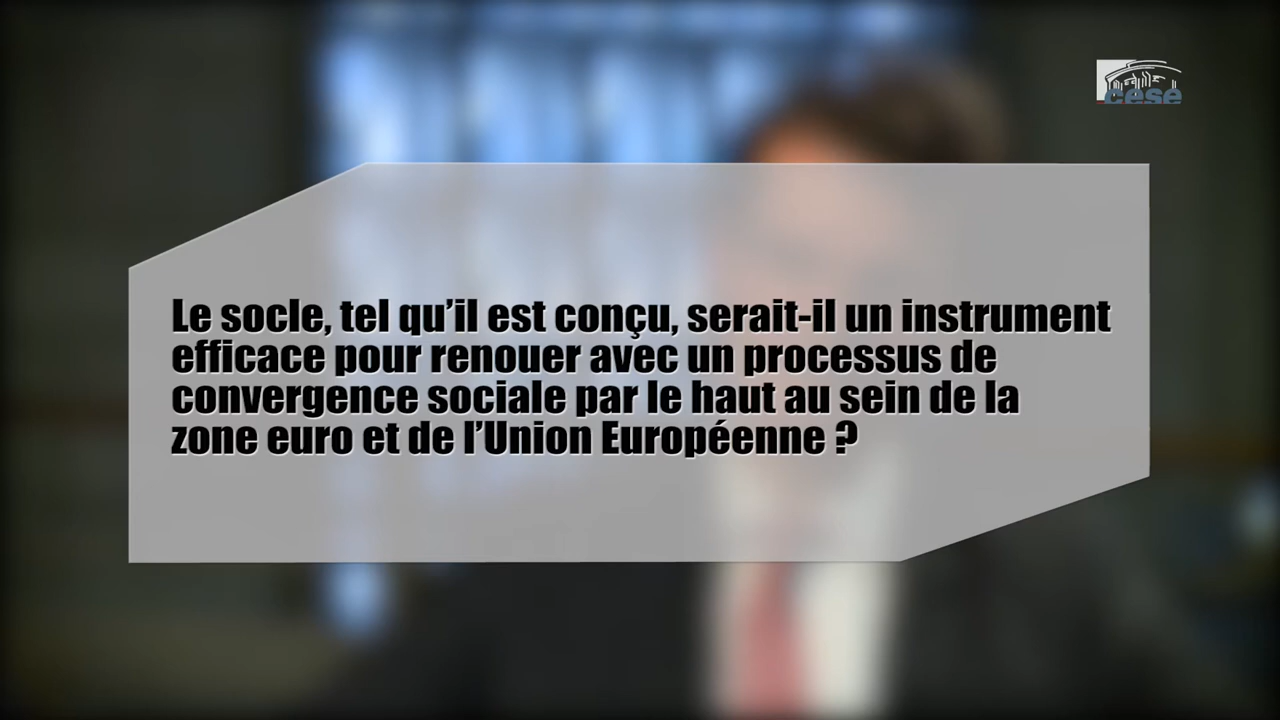 cese
Le socle, tel qu’il est conçu, serait-il un instrument
efficace pour renouer avec un processus de
convergence sociale par le haut au sein de la
zone euro et de l’Union Européenne ?